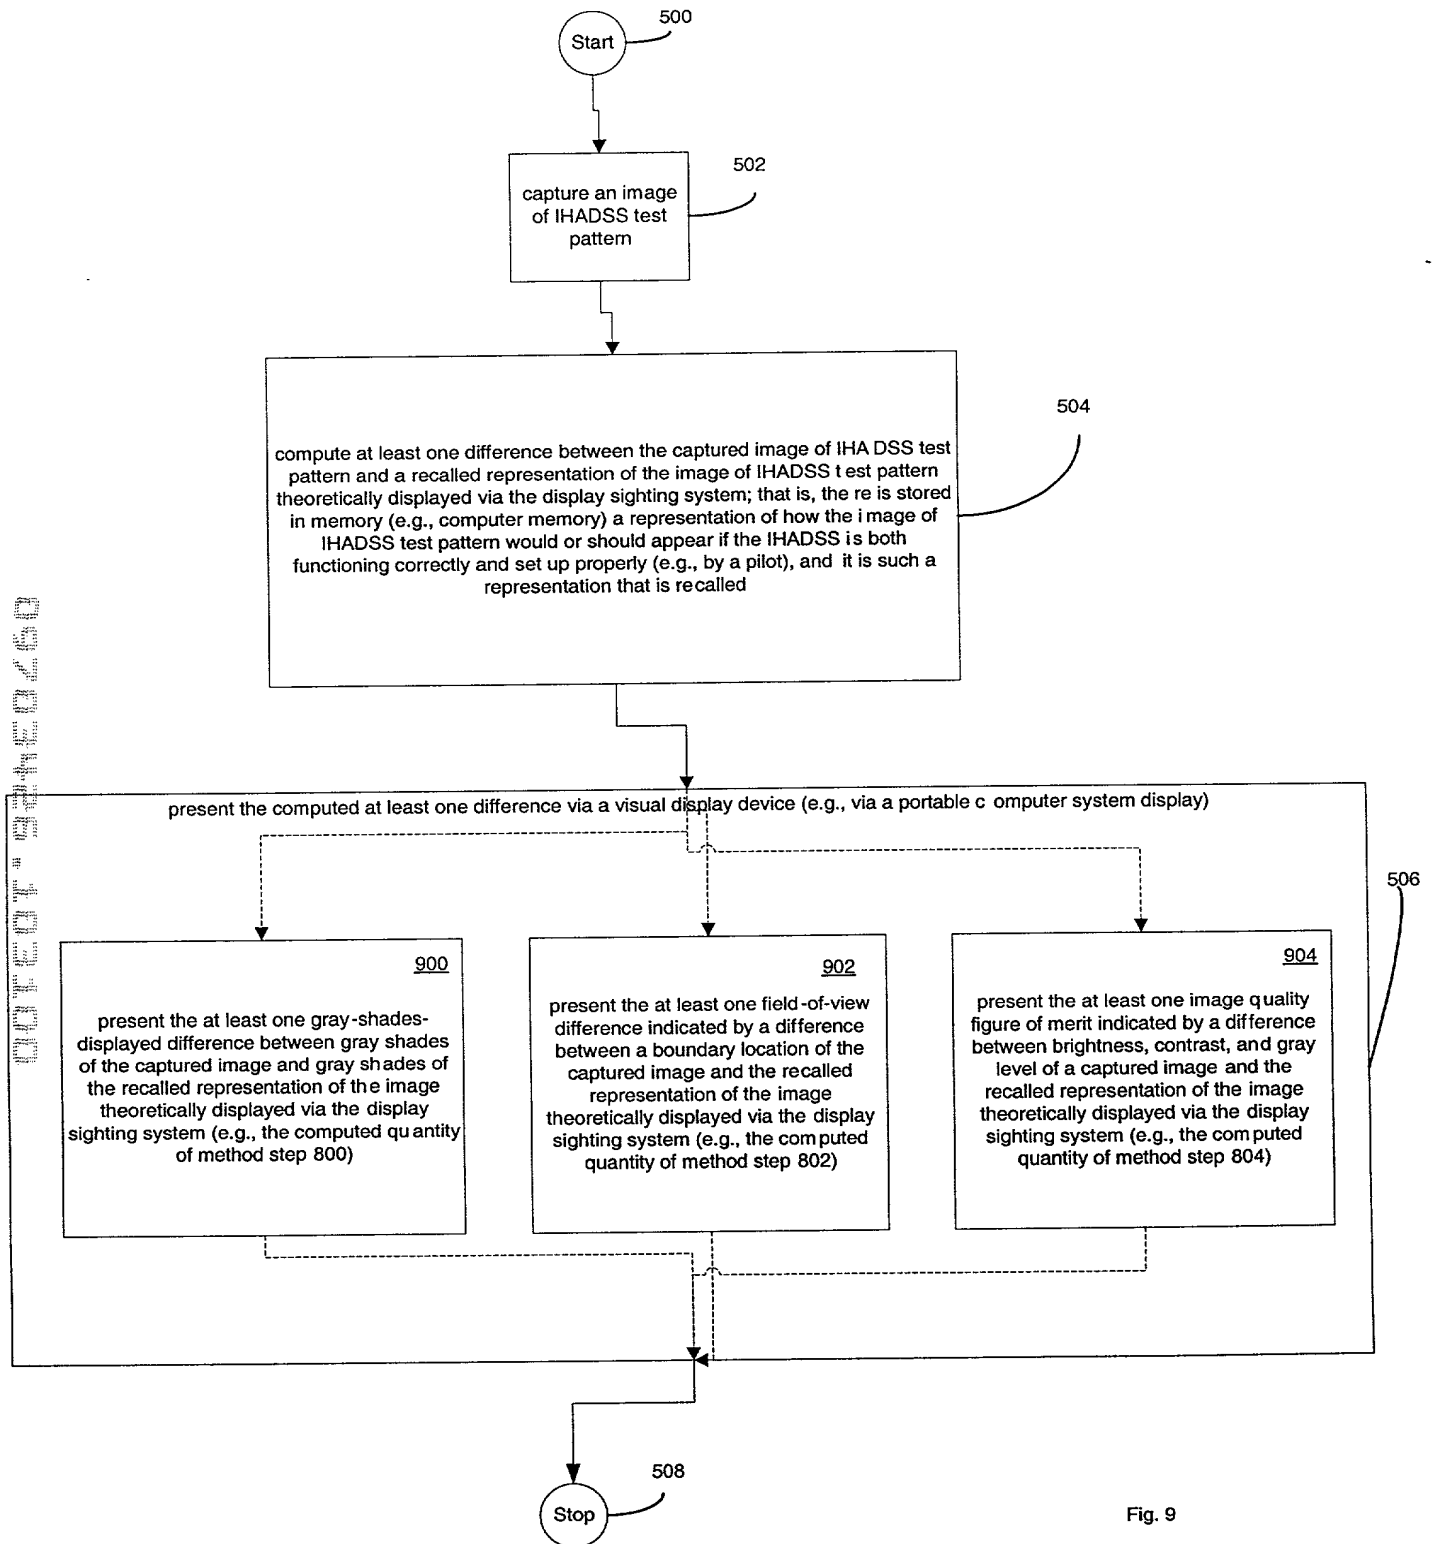 Start
500
capture an image
of IHADSS test
pattern
502
compute at least one difference between the captured image of IHA DSS test
pattern and a recalled representation of the image of IHADSS t est pattern
theoretically displayed via the display sighting system; that is, the re is stored
in memory (e.g., computer memory) a representation of how the i mage of
IHADSS test pattern would or should appear if the IHADSS is both
functioning correctly and set up properly (e.g., by a pilot), and it is such a
representation that is recalled
504
present the computed at least one difference via a visual display device (e.g., via a portable c omputer system display)
506
900
present the at least one gray-shades-
displayed difference between gray shades
of the captured image and gray shades of
the recalled representation of the image
theoretically displayed via the display
sighting system (e.g., the computed quantity
of method step 800)
902
present the at least one field-of-view
difference indicated by a difference
between a boundary location of the
captured image and the recalled
representation of the image
theoretically displayed via the display
sighting system (e.g., the computed
quantity of method step 802)
904
present the at least one image quality
figure of merit indicated by a difference
between brightness, contrast, and gray
level of a captured image and the
recalled representation of the image
theoretically displayed via the display
sighting system (e.g., the computed
quantity of method step 804)
Stop
508
Fig. 9